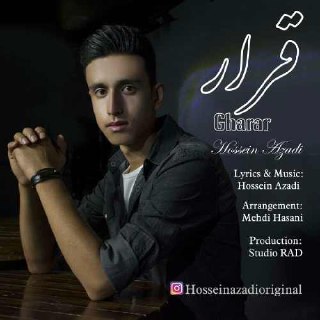 قرار
Gharar
Hossein Azadi
Lyrics & Music:
Hossein Azadi
Arrangement:
Mehdi Hasani
Production:
Studio RAD
Hosseinazadioriginal